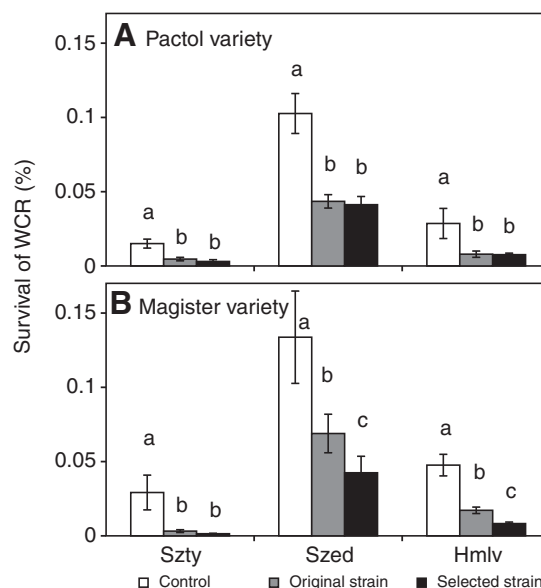 Survival of WCR (%)
A Pactol variety
0.15
0.1
0.05
0
a
b
b
a
b
b
a
b
b
B Magister variety
0.15
0.1
0.05
0
a
b
b
a
b
c
a
b
c
Szty Szed Hmlv
Control Original strain Selected strain